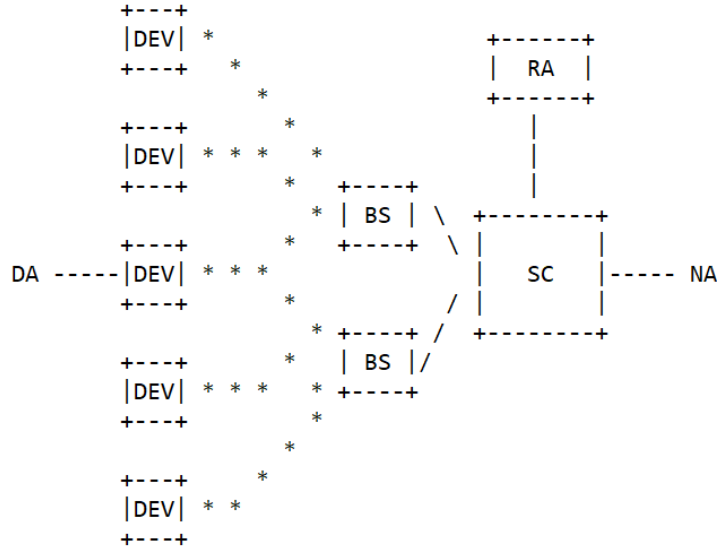 +---+
|DEV| *                    +------+
+---+   *                  |  RA  |
          *                +------+
+---+       *                  |
|DEV| * * *   *                |
+---+       *   +----+         |
              * | BS | \  +--------+
+---+       *   +----+  \ |        |
DA -----|DEV| * * *               |   SC   |----- NA
+---+       *           / |        |
              * +----+ /  +--------+
+---+       *   | BS |/
|DEV| * * *   * +----+
+---+         *
            *
+---+     *
|DEV| * *
+---+